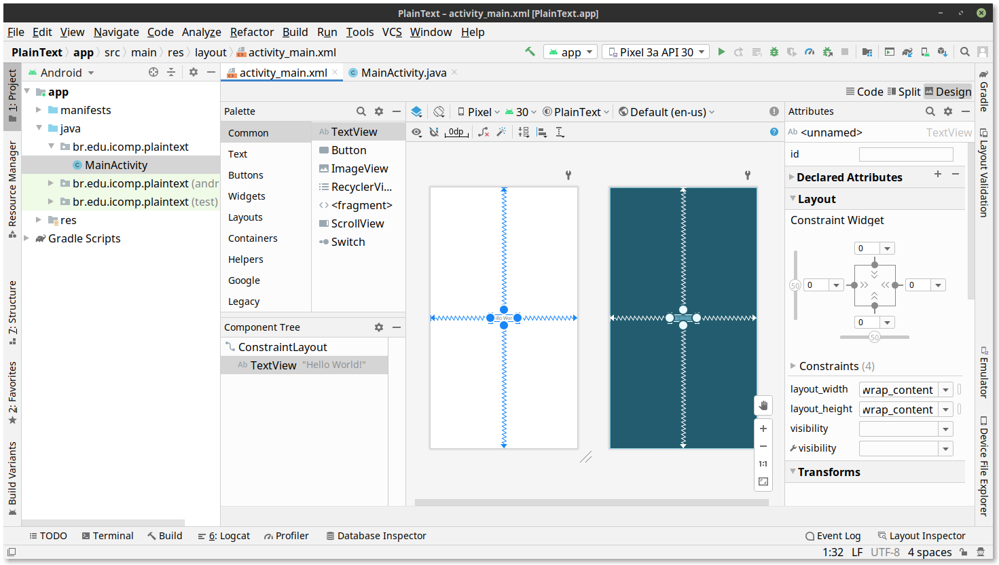 PlainText – activity_main.xml [PlainText.app]
File Edit View Navigate Code Analyze Refactor Build Run Tools VCS Window Help
PlainText app src main res layout activity_main.xml app Pixel 3a API 30
Android
activity_main.xml MainActivity.java
Code Split Design
1: Project
Resource Manager
7: Structure
2: Favorites
Build Variants
app
manifests
java
br.edu.icomp.plaintext
MainActivity
br.edu.icomp.plaintext (andr
br.edu.icomp.plaintext (test)
res
Gradle Scripts
Palette
Common
Text
Buttons
Widgets
Layouts
Containers
Helpers
Google
Legacy
Ab TextView
Button
ImageView
RecyclerVi...
<fragment>
ScrollView
Switch
Component Tree
ConstraintLayout
Ab TextView "Hello World!"
Pixel 30 PlainText Default (en-us)
0dp
1:1
Attributes
Ab <unnamed> TextView
id
Declared Attributes
Layout
Constraint Widget
0
50 0 0
0
50
Constraints (4)
layout_width wrap_content
layout_height wrap_content
visibility
visibility
Transforms
Gradle
Layout Validation
Emulator
Device File Explorer
TODO Terminal Build 6: Logcat Profiler Database Inspector Event Log Layout Inspector
1:32 LF UTF-8 4 spaces